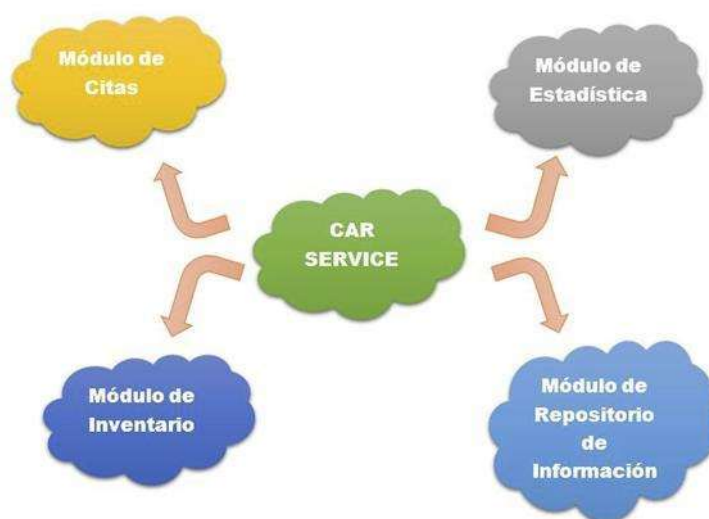 Módulo de
Citas
Módulo de
Estadística
CAR
SERVICE
Módulo de
Inventario
Módulo de
Repositorio
de
Información